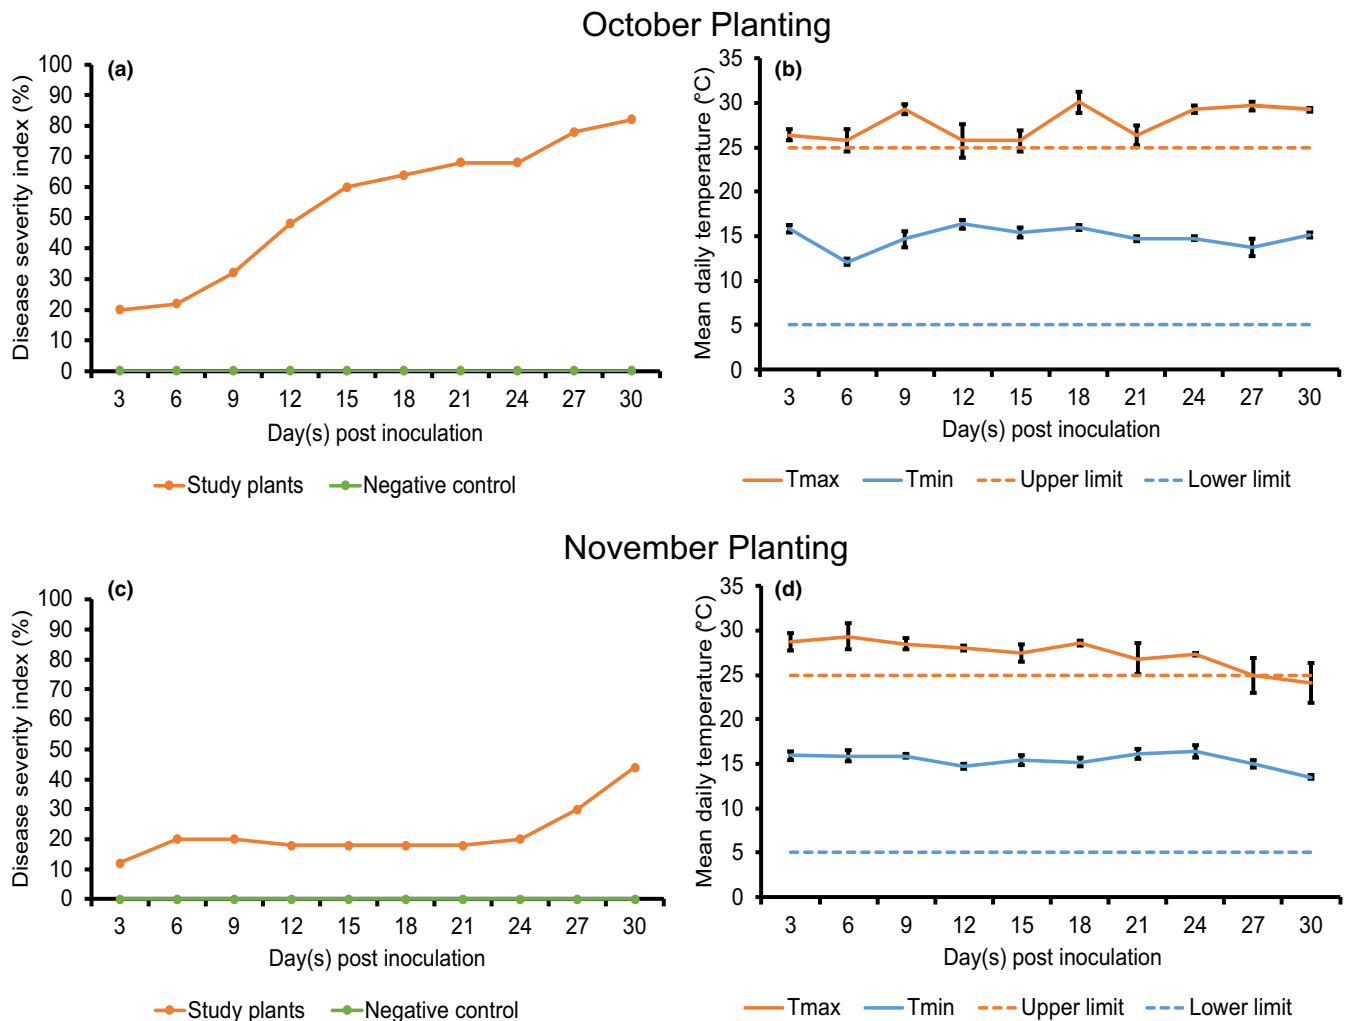 October Planting
(a)
Disease severity index (%)
100
90
80
70
60
50
40
30
20
10
0
3 6 9 12 15 18 21 24 27 30
Day(s) post inoculation
Study plants Negative control
(b)
Mean daily temperature (°C)
35
30
25
20
15
10
5
0
3 6 9 12 15 18 21 24 27 30
Day(s) post inoculation
Tmax Tmin Upper limit Lower limit
November Planting
(c)
Disease severity index (%)
100
90
80
70
60
50
40
30
20
10
0
3 6 9 12 15 18 21 24 27 30
Day(s) post inoculation
Study plants Negative control
(d)
Mean daily temperature (°C)
35
30
25
20
15
10
5
0
3 6 9 12 15 18 21 24 27 30
Day(s) post inoculation
Tmax Tmin Upper limit Lower limit